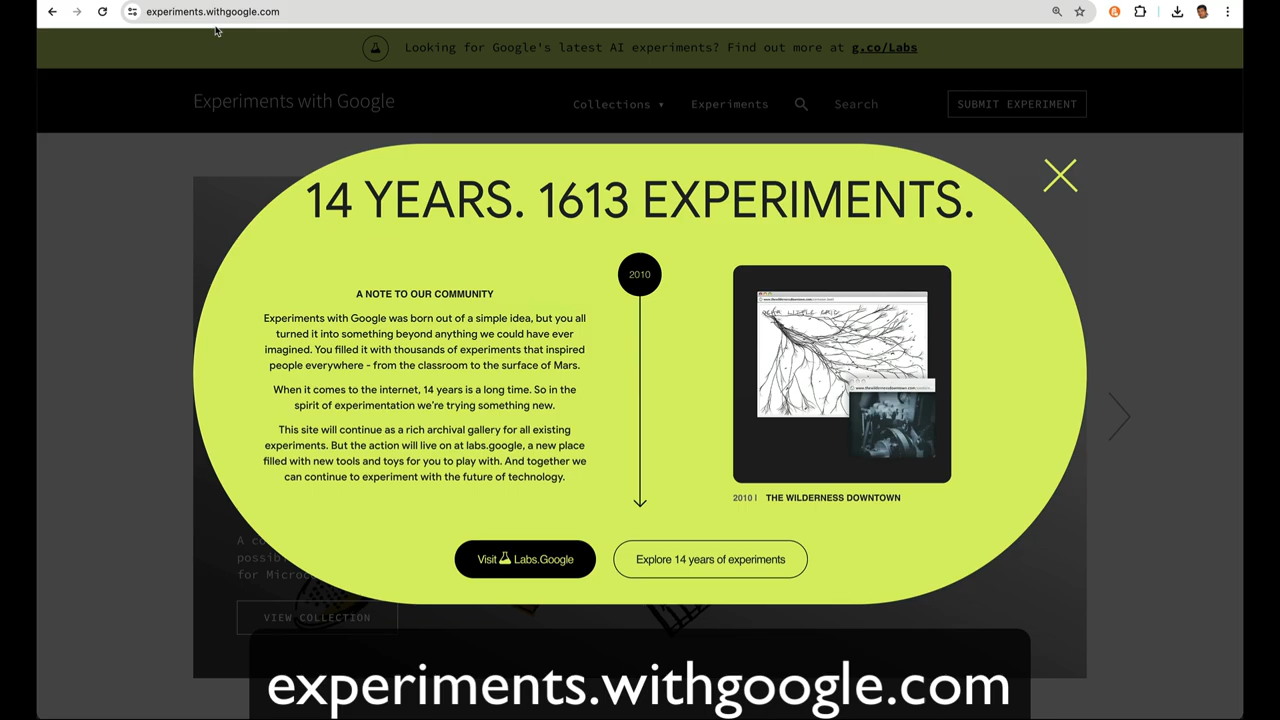 experiments.withgoogle.com
Looking for Google's latest AI experiments? Find out more at g.co/Labs
Experiments with Google
Collections ▾
Experiments
Search
SUBMIT EXPERIMENT
14 YEARS. 1613 EXPERIMENTS.
2010
A NOTE TO OUR COMMUNITY
Experiments with Google was born out of a simple idea, but you all
turned it into something beyond anything we could have ever
imagined. You filled it with thousands of experiments that inspired
people everywhere - from the classroom to the surface of Mars.
When it comes to the internet, 14 years is a long time. So in the
spirit of experimentation we're trying something new.
This site will continue as a rich archival gallery for all existing
experiments. But the action will live on at labs.google, a new place
filled with new tools and toys for you to play with. And together we
can continue to experiment with the future of technology.
2010 | THE WILDERNESS DOWNTOWN
Visit Labs.Google
Explore 14 years of experiments
for
VIEW COLLECTION
experiments.withgoogle.com